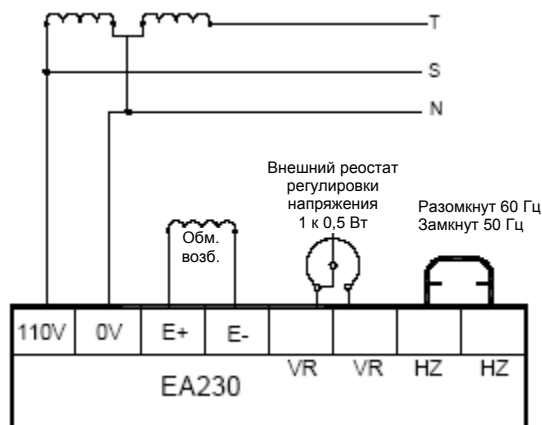 T
S
N
Внешний реостат
регулировки
напряжения
1 к 0,5 Вт
Разомкнут 60 Гц
Замкнут 50 Гц
Обм.
возб.
110V 0V E+ E-
VR VR HZ HZ
EA230